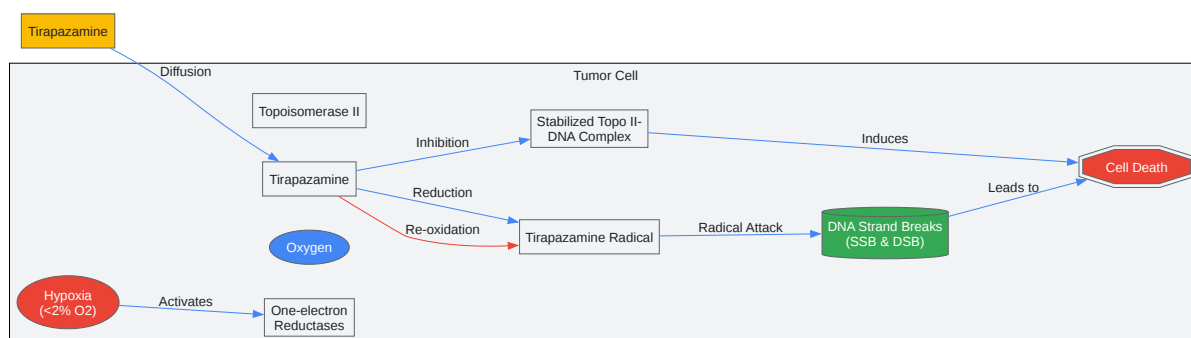 Tirapazamine
Diffusion
Tumor Cell
Topoisomerase II
Stabilized Topo II-
DNA Complex
Inhibition
Induces
Tirapazamine
Cell Death
Reduction
Leads to
Re-oxidation
Tirapazamine Radical
Radical Attack
DNA Strand Breaks
(SSB & DSB)
Oxygen
Hypoxia
(<2% O2)
Activates
One-electron
Reductases